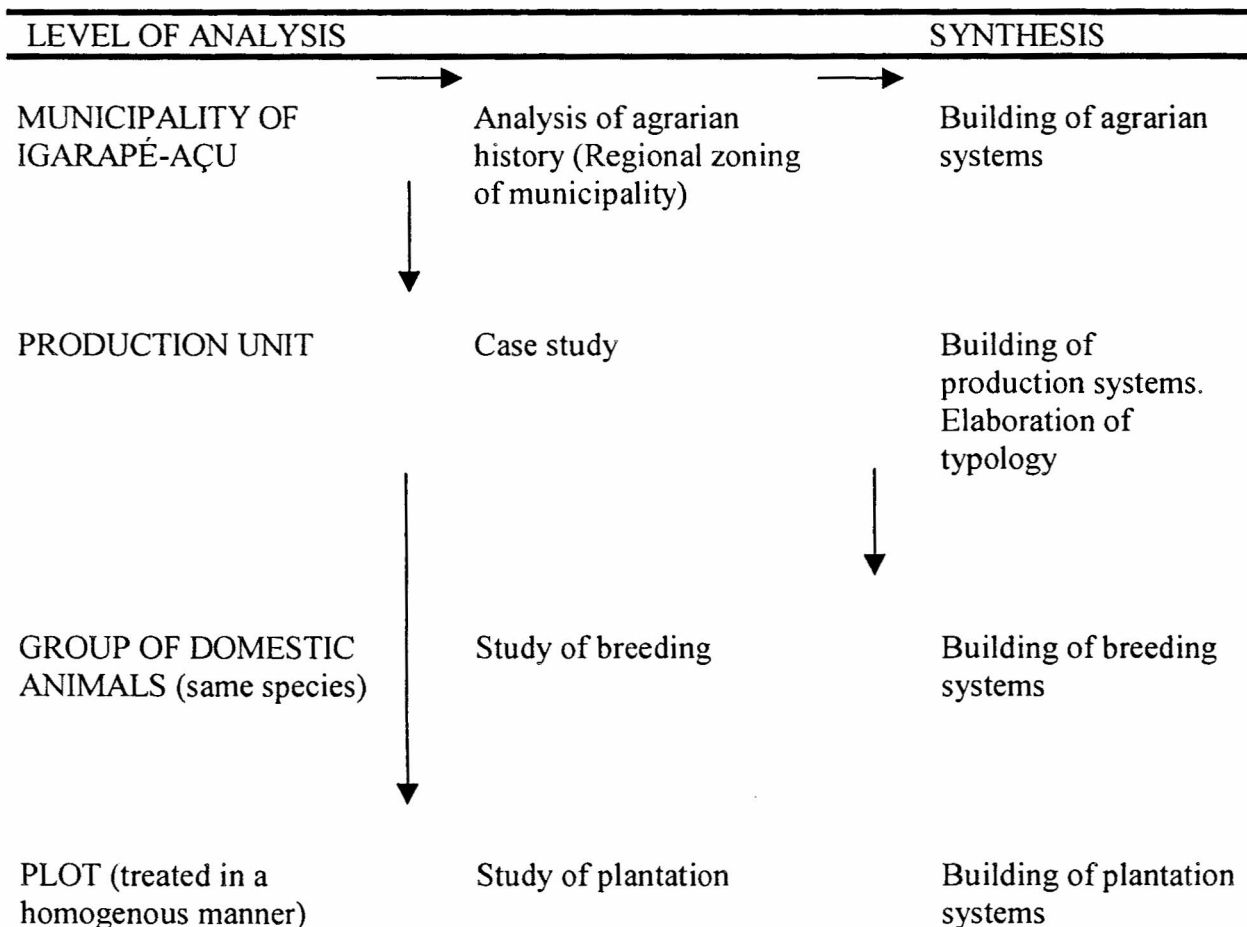 LEVEL OF ANALYSIS SYNTHESIS
MUNICIPALITY OF
IGARAPÉ-AÇU
Analysis of agrarian
history (Regional zoning
of municipality)
Building of agrarian
systems
PRODUCTION UNIT
Case study
Building of
production systems.
Elaboration of
typology
GROUP OF DOMESTIC
ANIMALS (same species)
Study of breeding
Building of breeding
systems
PLOT (treated in a
homogenous manner)
Study of plantation
Building of plantation
systems